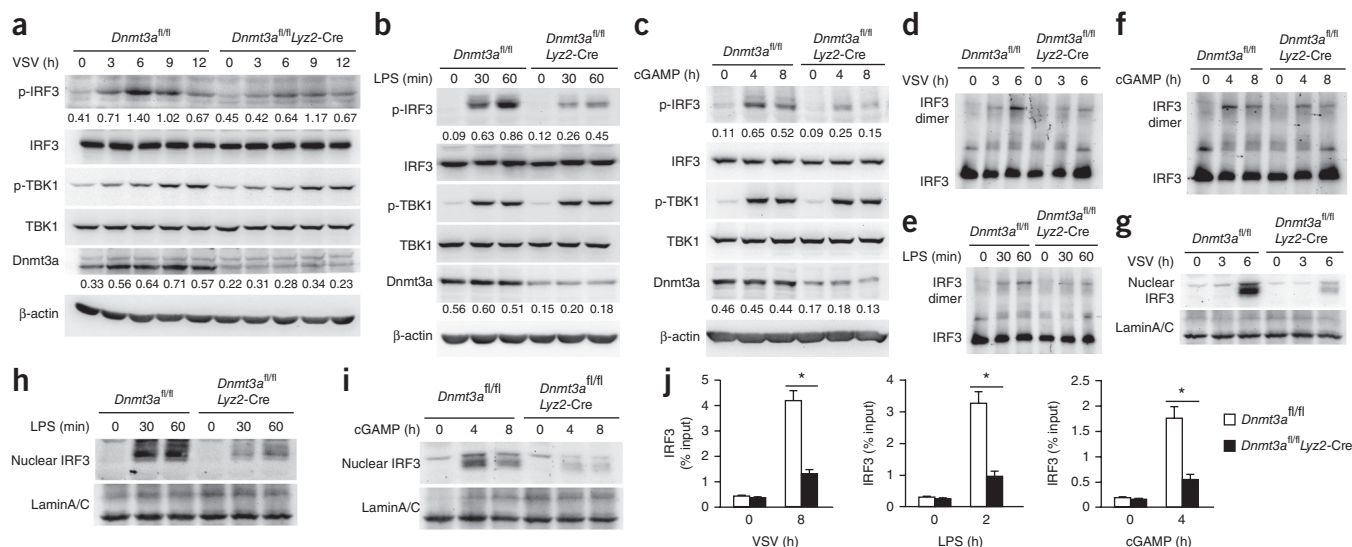 a
Dnmt3a fl/fl Dnmt3a fl/fl Lyz2-Cre
VSV (h) 0 3 6 9 12 0 3 6 9 12
p-IRF3
0.41 0.71 1.40 1.02 0.67 0.45 0.42 0.64 1.17 0.67
IRF3
p-TBK1
TBK1
Dnmt3a
0.33 0.56 0.64 0.71 0.57 0.22 0.31 0.28 0.34 0.23
β-actin
b
Dnmt3a fl/fl
Dnmt3a fl/fl
Lyz2-Cre
LPS (min) 0 30 60 0 30 60
p-IRF3
0.09 0.63 0.86 0.12 0.26 0.45
IRF3
p-TBK1
TBK1
Dnmt3a
0.56 0.60 0.51 0.15 0.20 0.18
β-actin
c
Dnmt3a fl/fl
Dnmt3a fl/fl
Lyz2-Cre
cGAMP (h) 0 4 8 0 4 8
p-IRF3
0.11 0.65 0.52 0.09 0.25 0.15
IRF3
p-TBK1
TBK1
Dnmt3a
0.46 0.45 0.44 0.17 0.18 0.13
β-actin
d
Dnmt3a fl/fl
Dnmt3a fl/fl
Lyz2-Cre
VSV (h) 0 3 6 0 3 6
IRF3
dimer
IRF3
e
Dnmt3a fl/fl
Dnmt3a fl/fl
Lyz2-Cre
LPS (min) 0 30 60 0 30 60
IRF3
dimer
IRF3
f
Dnmt3a fl/fl
Dnmt3a fl/fl
Lyz2-Cre
cGAMP (h) 0 4 8 0 4 8
IRF3
dimer
IRF3
g
Dnmt3a fl/fl
Dnmt3a fl/fl
Lyz2-Cre
VSV (h) 0 3 6 0 3 6
Nuclear
IRF3
LaminA/C
h
Dnmt3a fl/fl
Dnmt3a fl/fl
Lyz2-Cre
LPS (min) 0 30 60 0 30 60
Nuclear IRF3
LaminA/C
i
Dnmt3a fl/fl
Dnmt3a fl/fl
Lyz2-Cre
cGAMP (h) 0 4 8 0 4 8
Nuclear IRF3
LaminA/C
j
IRF3
(% input)
5
4
3
2
1
0
*
0 8
VSV (h)
IRF3 (% input)
4
3
2
1
0
*
0 2
LPS (h)
IRF3 (% input)
2.5
2
1.5
1
0.5
0
*
0 4
cGAMP (h)
Dnmt3a fl/fl
Dnmt3a fl/fl Lyz2-Cre